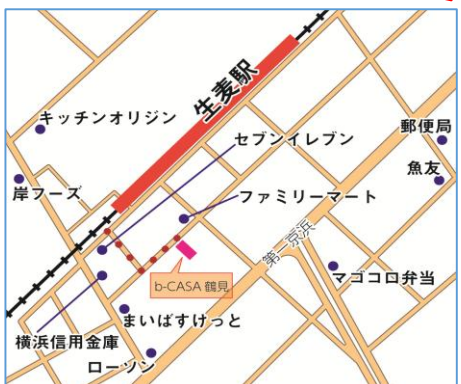 生麦駅
キッチンオリジン
セブンイレブン
郵便局
岸フーズ
ファミリーマート
魚友
第一京浜
b-CASA 鶴見
マゴコロ弁当
まいばすけっと
横浜信用金庫
ローソン